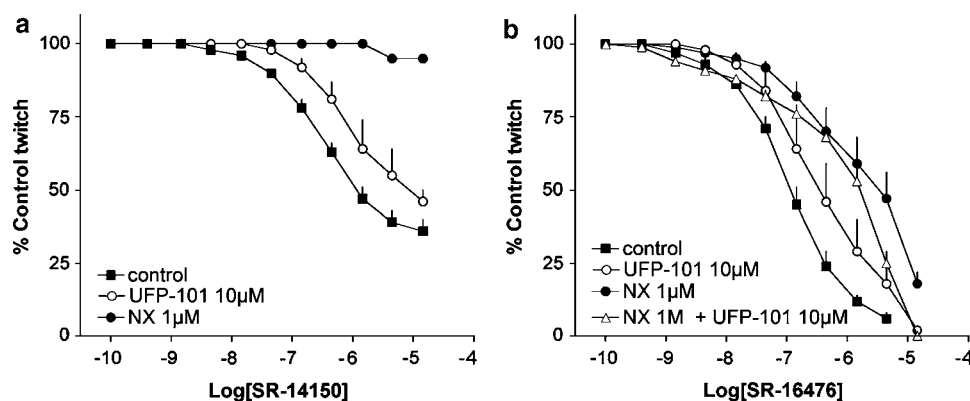 a
% Control twitch
100
75
50
25
0
control
UFP-101 10µM
NX 1µM
-10 -9 -8 -7 -6 -5 -4
Log[SR-14150]
b
% Control twitch
100
75
50
25
0
control
UFP-101 10µM
NX 1µM
NX 1M + UFP-101 10µM
-10 -9 -8 -7 -6 -5 -4
Log[SR-16476]